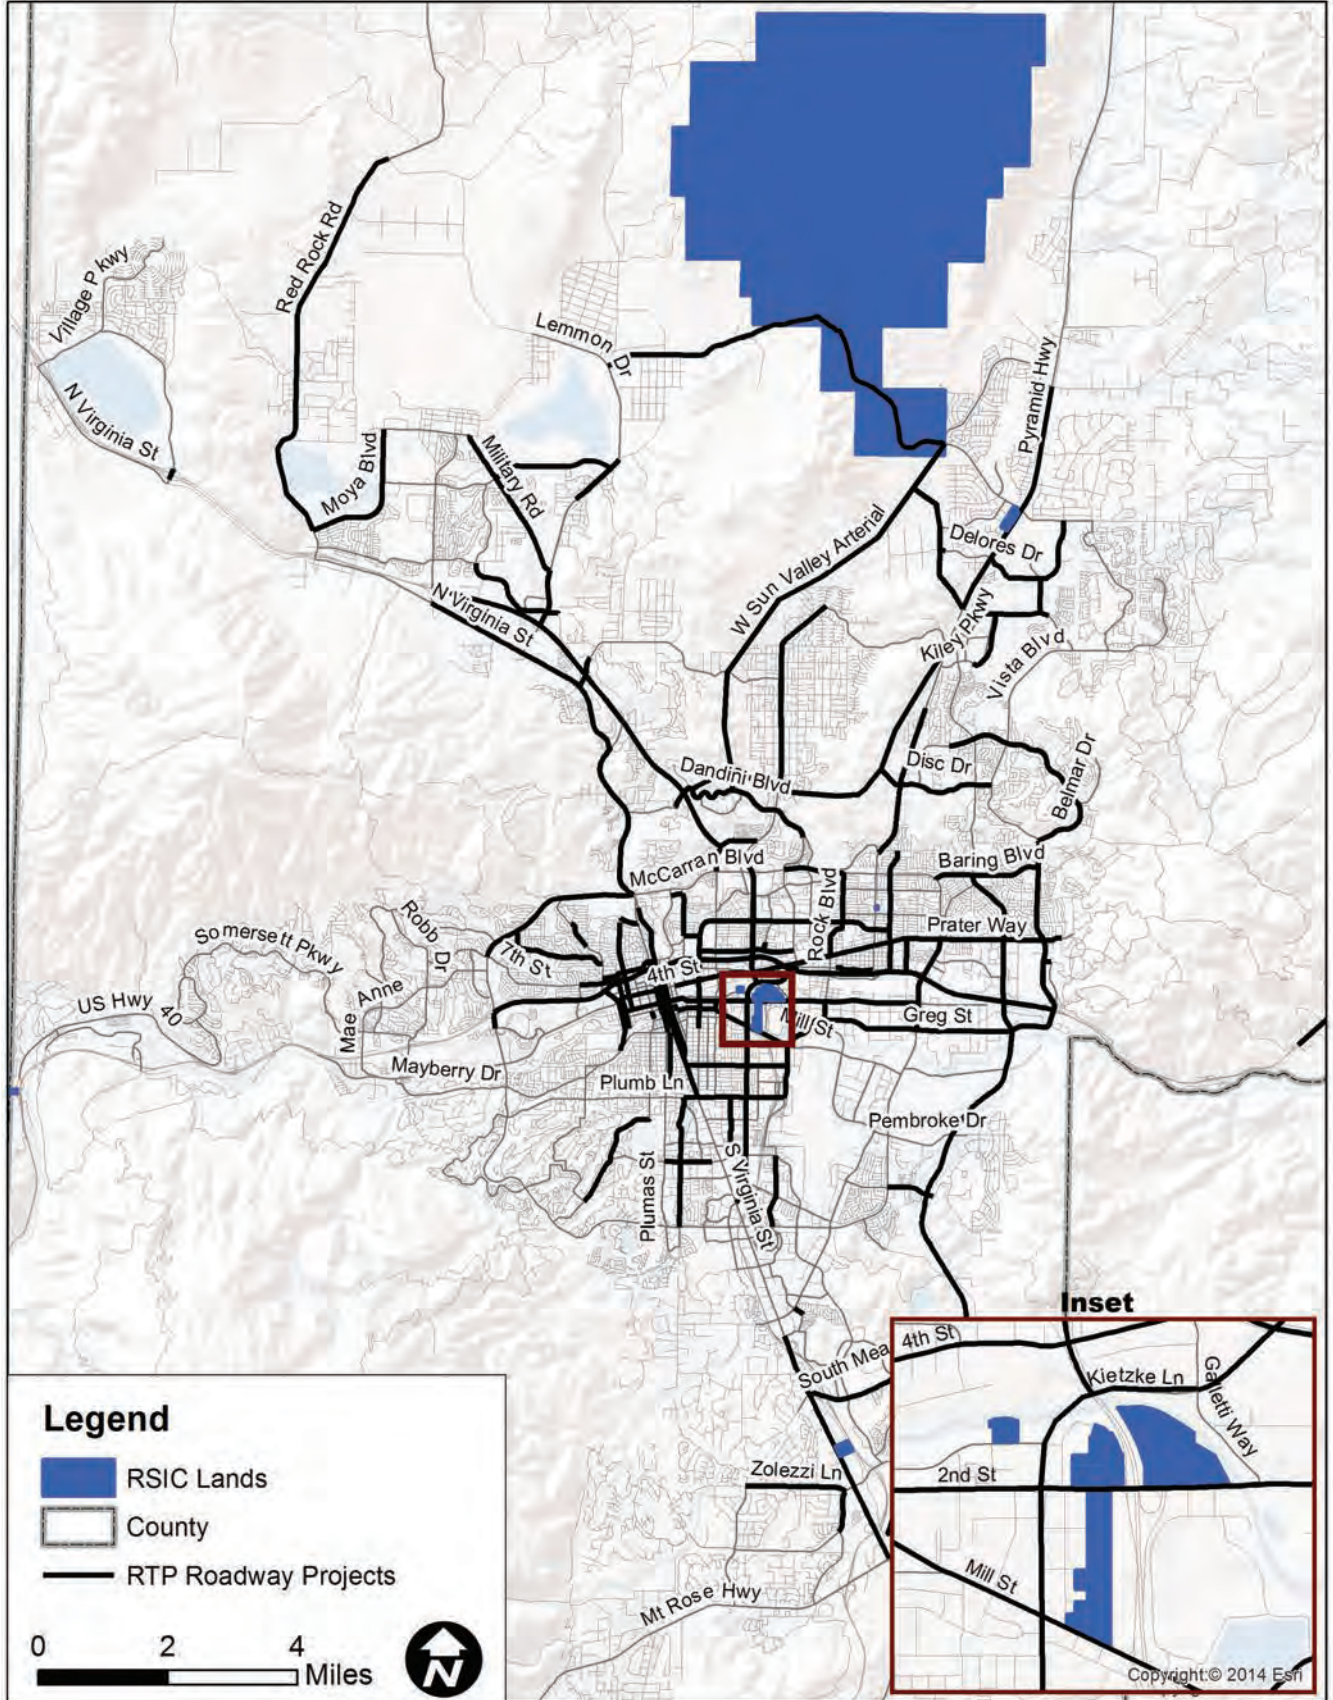 Red Rock Rd
Village Pkwy
Lemmon Dr
Pyramid Hwy
N Virginia St
Moya Blvd
Military Rd
W Sun Valley Arterial
Delores Dr
N Virginia St
Kiley Pkwy
Vista Blvd
Dandini Blvd
Disc Dr
Belmar Dr
McCarran Blvd
Rock Blvd
Baring Blvd
Robb Dr
Somersett Pkwy
7th St
4th St
Prater Way
US Hwy 40
Mae Anne
Mill St
Greg St
Mayberry Dr
Plumb Ln
Pembroke Dr
Plumas St
S Virginia St
South Mea
Zolezzi Ln
Mt Rose Hwy
Inset
4th St
Kietzke Ln
Galletti Way
2nd St
Mill St
Copyright:© 2014 Esri
Legend
RSIC Lands
County
RTP Roadway Projects
0 2 4
Miles
N